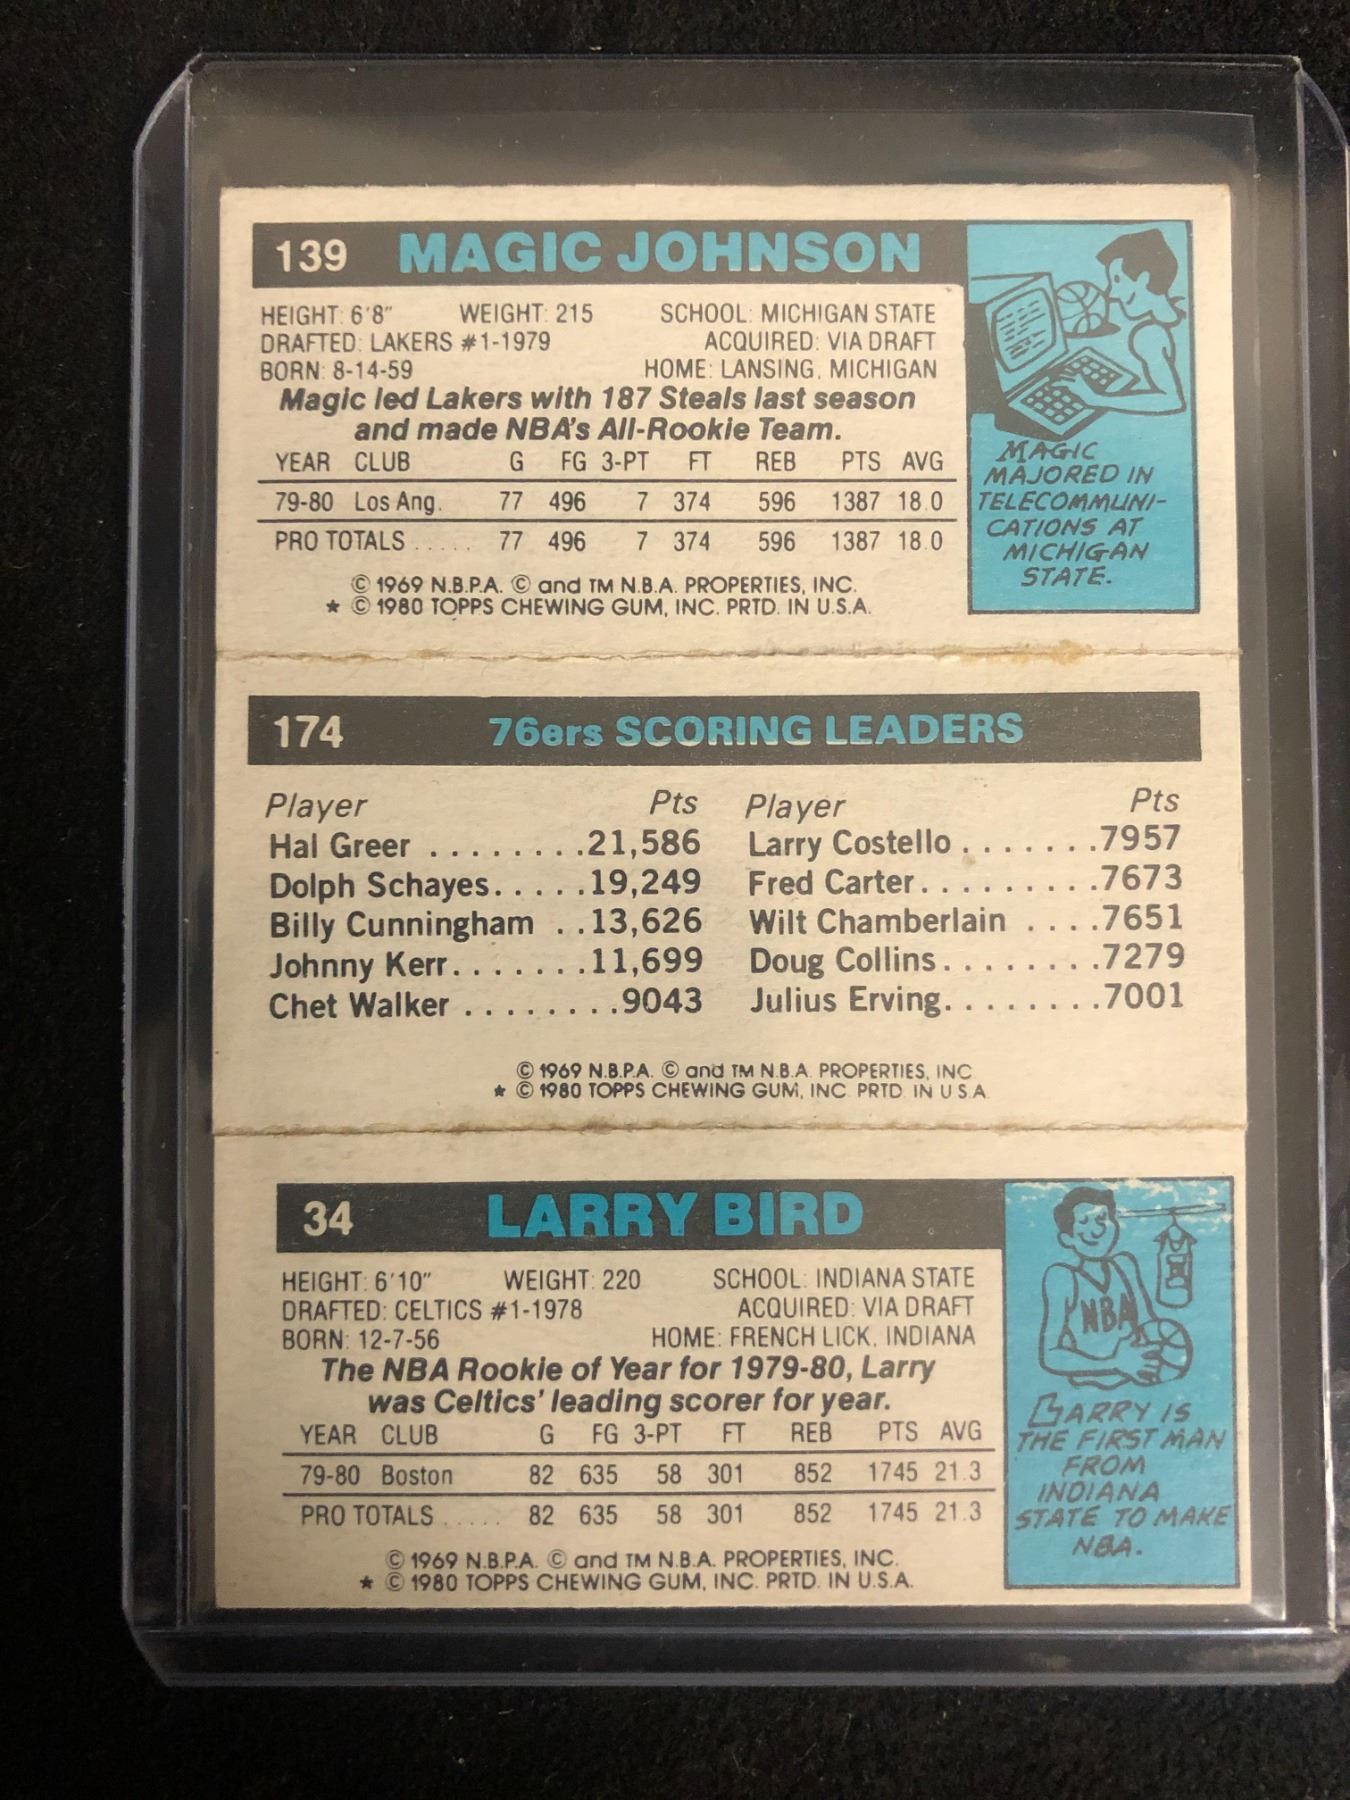 139 MAGIC JOHNSON
HEIGHT: 6'8" WEIGHT: 215 SCHOOL: MICHIGAN STATE
DRAFTED: LAKERS #1-1979 ACQUIRED: VIA DRAFT
BORN: 8-14-59 HOME: LANSING, MICHIGAN
Magic led Lakers with 187 Steals last season
and made NBA's All-Rookie Team.
YEAR CLUB G FG 3-PT FT REB PTS AVG
79-80 Los Ang. 77 496 7 374 596 1387 18.0
PRO TOTALS ..... 77 496 7 374 596 1387 18.0
© 1969 N.B.P.A. © and TM N.B.A. PROPERTIES, INC.
★ © 1980 TOPPS CHEWING GUM, INC. PRTD. IN U.S.A.
MAGIC
MAJORED IN
TELECOMMUNI-
CATIONS AT
MICHIGAN
STATE.
174 76ers SCORING LEADERS
Player Pts Player Pts
Hal Greer ........21,586 Larry Costello .......7957
Dolph Schayes.....19,249 Fred Carter.........7673
Billy Cunningham ..13,626 Wilt Chamberlain ....7651
Johnny Kerr.......11,699 Doug Collins........7279
Chet Walker ........9043 Julius Erving........7001
© 1969 N.B.P.A. © and TM N.B.A. PROPERTIES, INC
★ © 1980 TOPPS CHEWING GUM, INC PRTD IN U S A
34 LARRY BIRD
HEIGHT: 6'10" WEIGHT: 220 SCHOOL: INDIANA STATE
DRAFTED: CELTICS #1-1978 ACQUIRED: VIA DRAFT
BORN: 12-7-56 HOME: FRENCH LICK, INDIANA
The NBA Rookie of Year for 1979-80, Larry
was Celtics' leading scorer for year.
YEAR CLUB G FG 3-PT FT REB PTS AVG
79-80 Boston 82 635 58 301 852 1745 21.3
PRO TOTALS ..... 82 635 58 301 852 1745 21.3
© 1969 N.B.P.A. © and TM N.B.A. PROPERTIES, INC.
★ © 1980 TOPPS CHEWING GUM, INC. PRTD. IN U.S.A.
NBA
LARRY IS
THE FIRST MAN
FROM
INDIANA
STATE TO MAKE
NBA.